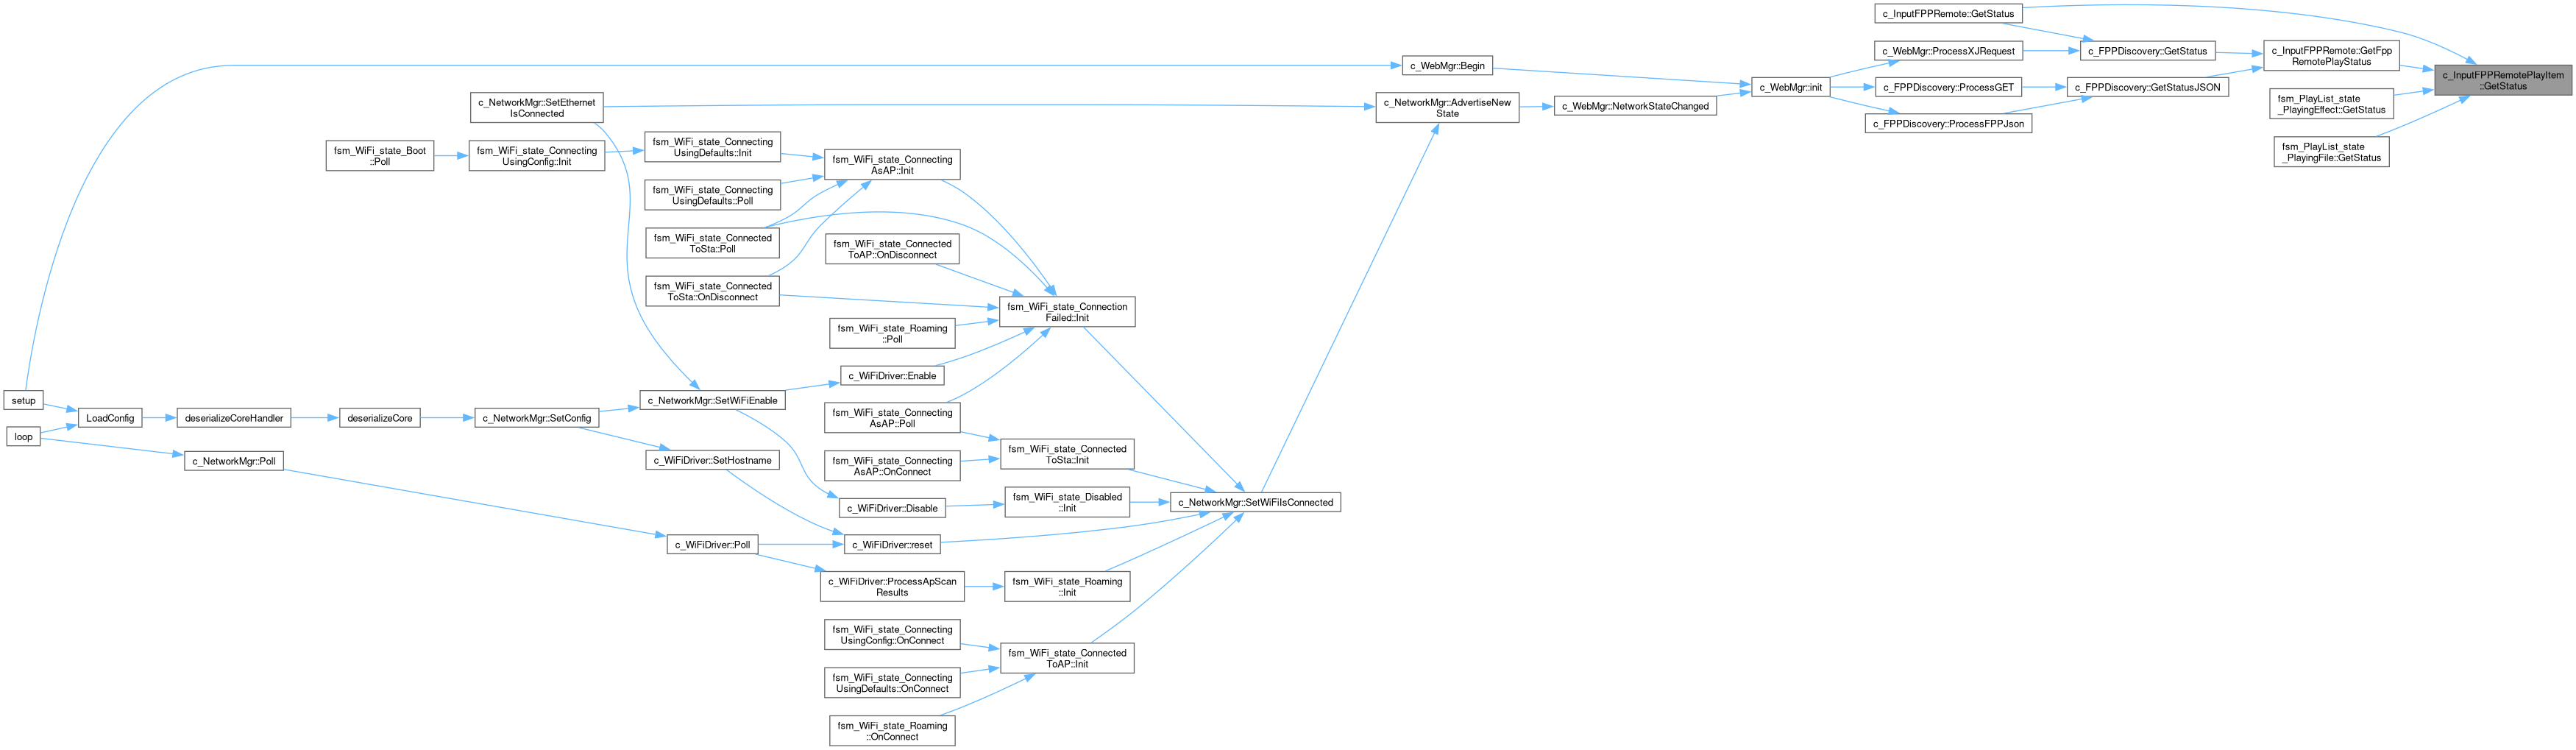 c_InputFPPRemotePlayItem
::GetStatus
c_InputFPPRemote::GetStatus
c_InputFPPRemote::GetFpp
RemotePlayStatus
fsm_PlayList_state
_PlayingEffect::GetStatus
fsm_PlayList_state
_PlayingFile::GetStatus
c_FPPDiscovery::GetStatus
c_FPPDiscovery::GetStatusJSON
c_WebMgr::ProcessXJRequest
c_FPPDiscovery::ProcessGET
c_FPPDiscovery::ProcessFPPJson
c_WebMgr::init
c_WebMgr::Begin
c_WebMgr::NetworkStateChanged
setup
c_NetworkMgr::AdvertiseNew
State
c_NetworkMgr::SetEthernet
IsConnected
c_NetworkMgr::SetWiFiIsConnected
c_NetworkMgr::SetWiFiEnable
c_NetworkMgr::SetConfig
deserializeCore
deserializeCoreHandler
LoadConfig
loop
c_NetworkMgr::Poll
fsm_WiFi_state_Boot
::Poll
fsm_WiFi_state_Connecting
UsingConfig::Init
fsm_WiFi_state_Connecting
UsingDefaults::Init
fsm_WiFi_state_Connecting
UsingDefaults::Poll
fsm_WiFi_state_Connected
ToSta::Poll
fsm_WiFi_state_Connected
ToSta::OnDisconnect
fsm_WiFi_state_Connecting
AsAP::Init
fsm_WiFi_state_Connected
ToAP::OnDisconnect
fsm_WiFi_state_Connection
Failed::Init
fsm_WiFi_state_Roaming
::Poll
c_WiFiDriver::Enable
fsm_WiFi_state_Connecting
AsAP::Poll
fsm_WiFi_state_Connecting
AsAP::OnConnect
fsm_WiFi_state_Connected
ToSta::Init
c_WiFiDriver::SetHostname
c_WiFiDriver::Disable
fsm_WiFi_state_Disabled
::Init
c_WiFiDriver::Poll
c_WiFiDriver::reset
c_WiFiDriver::ProcessApScan
Results
fsm_WiFi_state_Roaming
::Init
fsm_WiFi_state_Connecting
UsingConfig::OnConnect
fsm_WiFi_state_Connected
ToAP::Init
fsm_WiFi_state_Connecting
UsingDefaults::OnConnect
fsm_WiFi_state_Roaming
::OnConnect